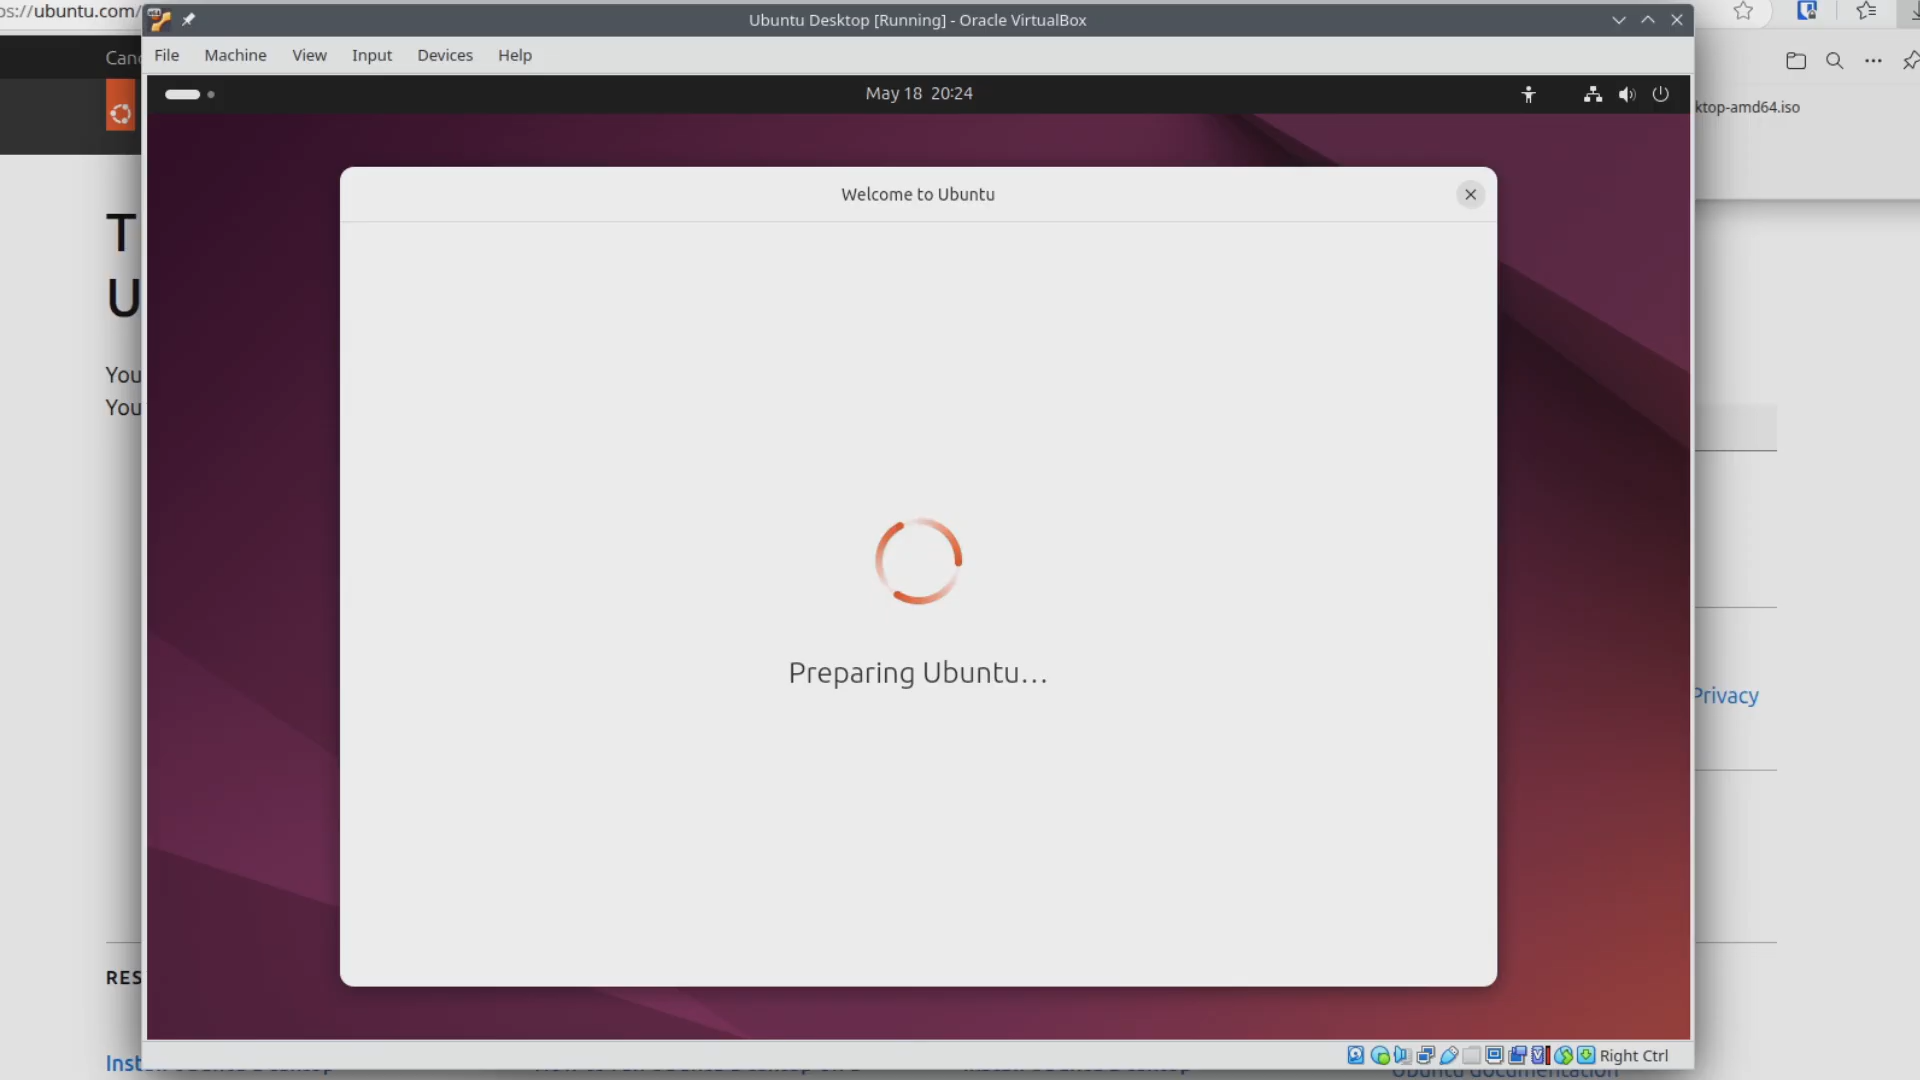 ubuntu.com/
Ubuntu Desktop [Running] - Oracle VirtualBox
File Machine View Input Devices Help
May 18 20:24
ktop-amd64.iso
Welcome to Ubuntu
T
U
You
You
Preparing Ubuntu...
Privacy
RES
Right Ctrl